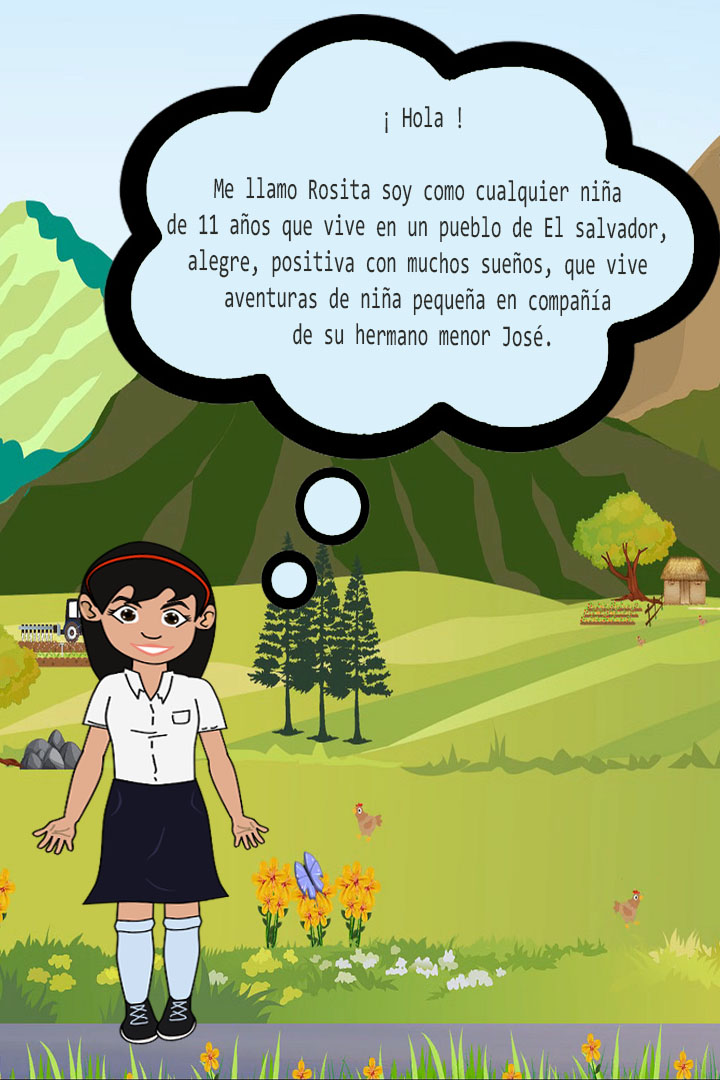 ¡ Hola !
Me llamo Rosita soy como cualquier niña
de 11 años que vive en un pueblo de El salvador,
alegre, positiva con muchos sueños, que vive
aventuras de niña pequeña en compañía
de su hermano menor José.